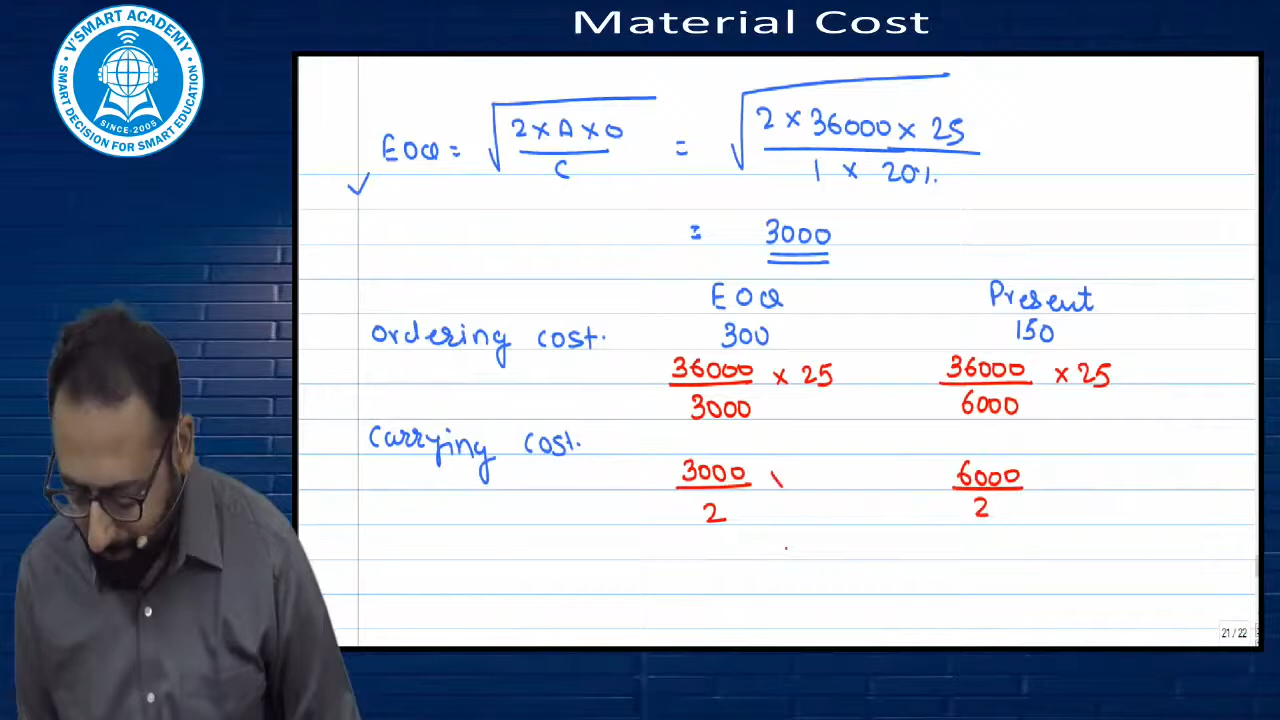 Material Cost
V'SMART ACADEMY
SINCE-2005
SMART DECISION FOR SMART EDUCATION
EOQ = √(2 × A × O / C) = √(2 × 36000 × 25 / 1 × 20%)
= 3000
EOQ Present
Ordering cost. 300 150
36000/3000 × 25 36000/6000 × 25
Carrying cost.
3000/2 \ 6000/2
21 / 22